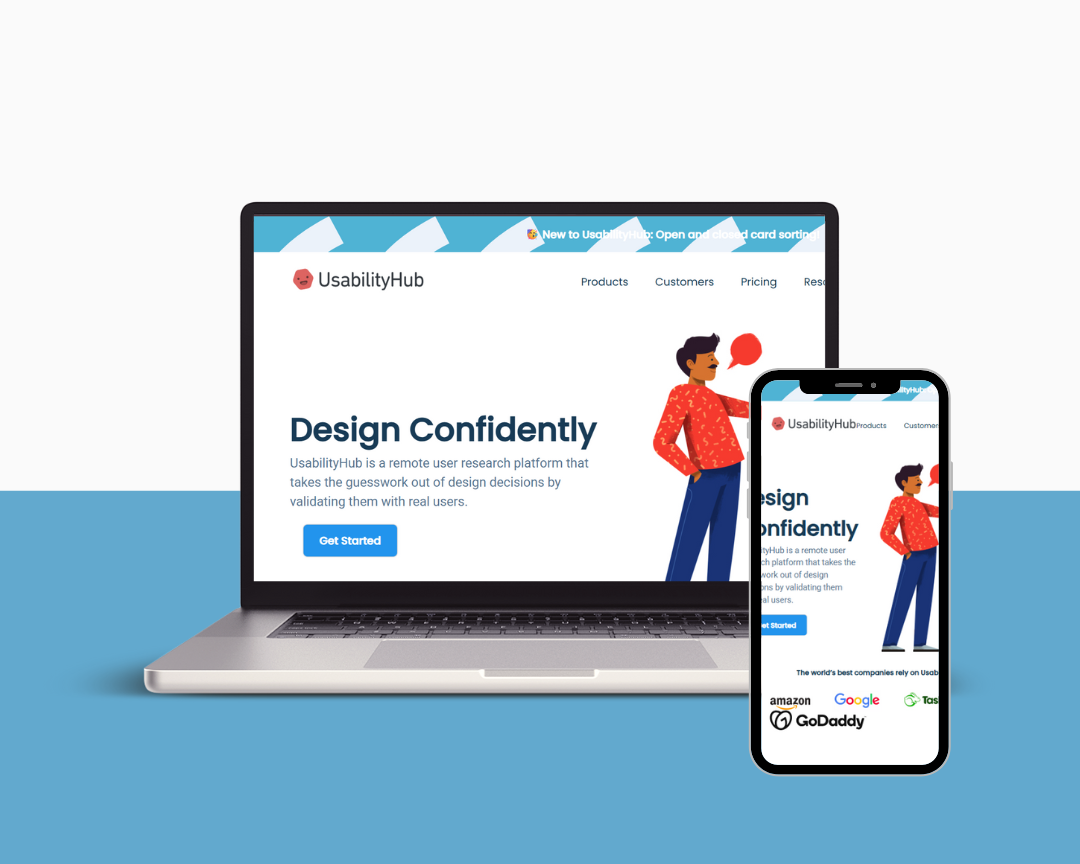 New to UsabilityHub: Open and closed card sorting!
UsabilityHub
Products Customers Pricing Reso
Design Confidently
UsabilityHub is a remote user research platform that
takes the guesswork out of design decisions by
validating them with real users.
Get Started
ityHub
UsabilityHub Products Customer
esign
onfidently
ityHub is a remote user
ch platform that takes the
work out of design
ons by validating them
eal users.
et Started
The world's best companies rely on Usab
amazon Google Tas
GoDaddy